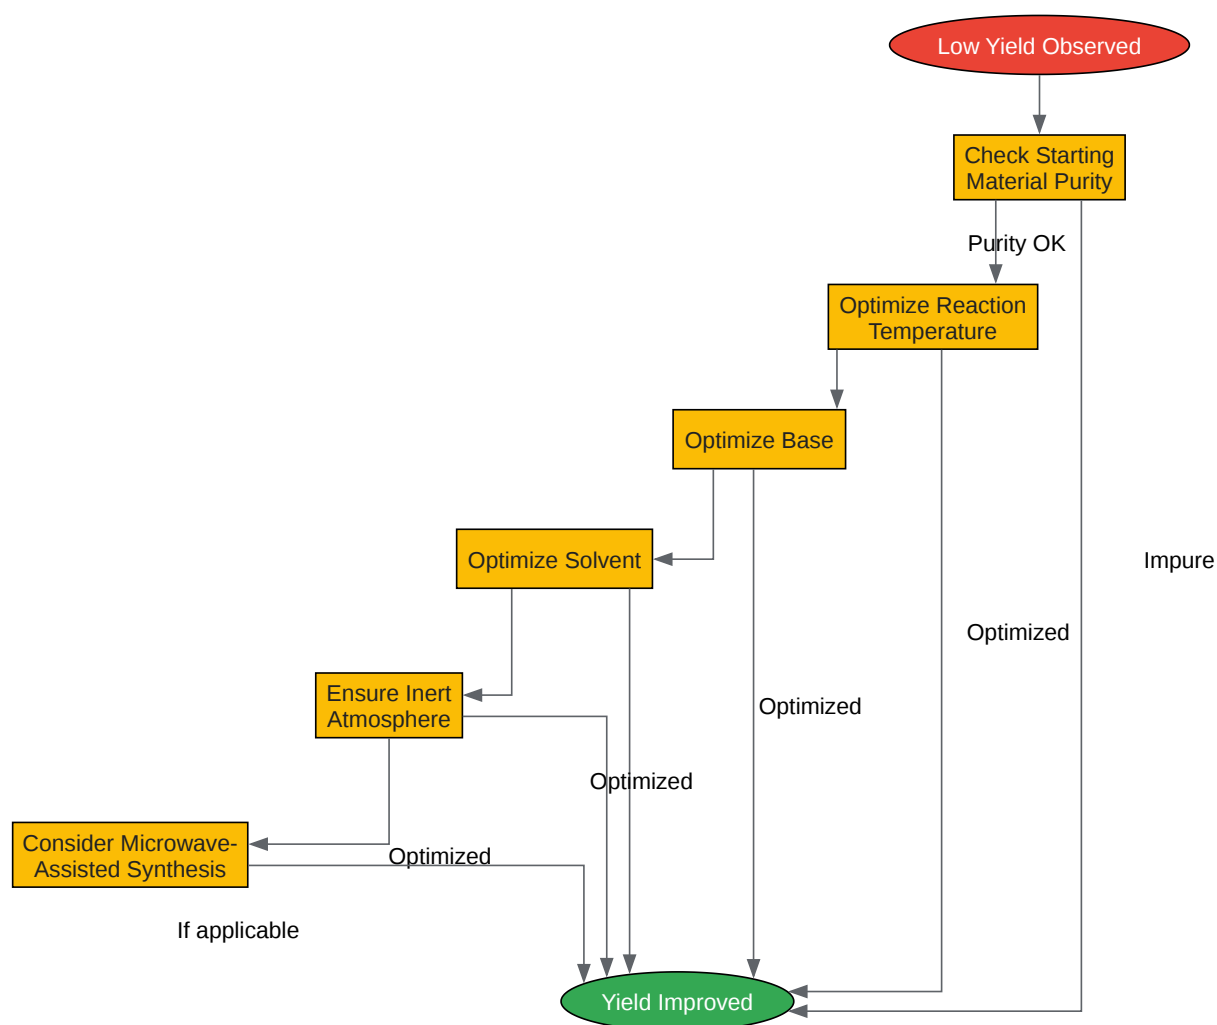 Low Yield Observed
Check Starting
Material Purity
Purity OK
Optimize Reaction
Temperature
Optimize Base
Optimize Solvent
Impure
Optimized
Ensure Inert
Atmosphere
Optimized
Optimized
Consider Microwave-
Assisted Synthesis
Optimized
If applicable
Yield Improved